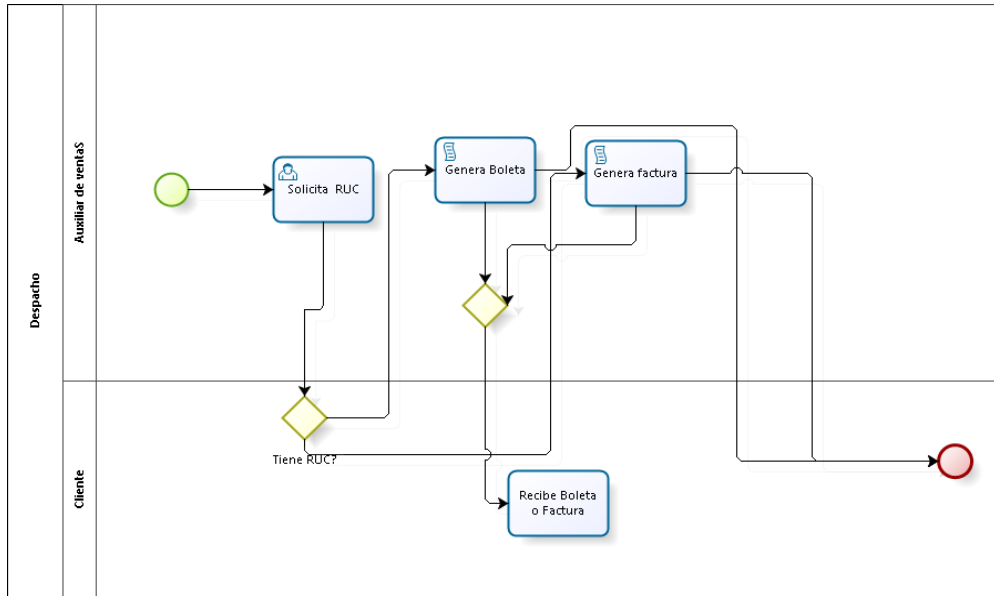 Despacho
Auxiliar de ventaS
Solicita RUC
Genera Boleta
Genera factura
Cliente
Tiene RUC?
Recibe Boleta
o Factura